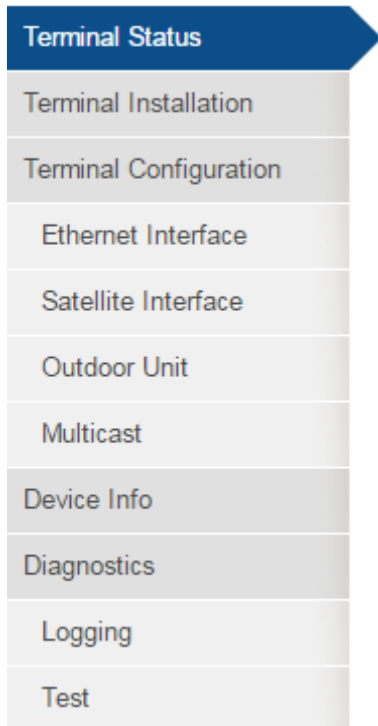 Terminal Status
Terminal Installation
Terminal Configuration
Ethernet Interface
Satellite Interface
Outdoor Unit
Multicast
Device Info
Diagnostics
Logging
Test